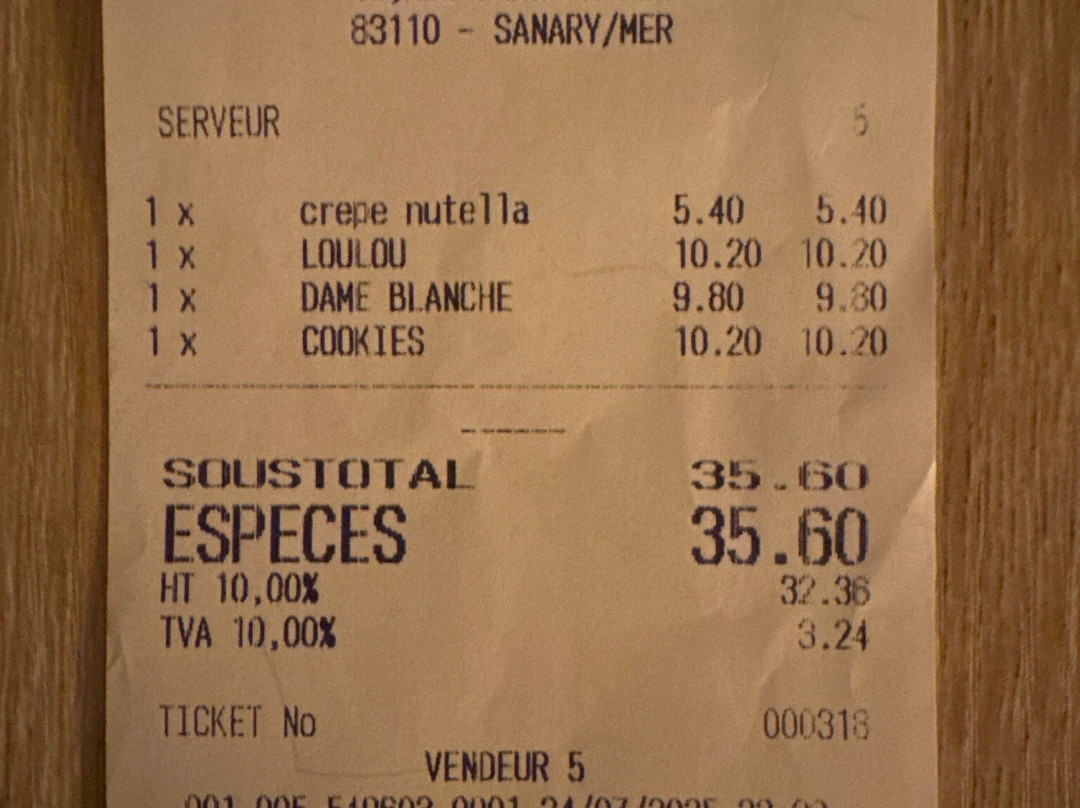 83110 - SANARY/MER
SERVEUR 5
1 x crepe nutella 5.40 5.40
1 x LOULOU 10.20 10.20
1 x DAME BLANCHE 9.80 9.80
1 x COOKIES 10.20 10.20
SOUSTOTAL 35.60
ESPECES 35.60
HT 10,00% 32.36
TVA 10,00% 3.24
TICKET No 000318
VENDEUR 5